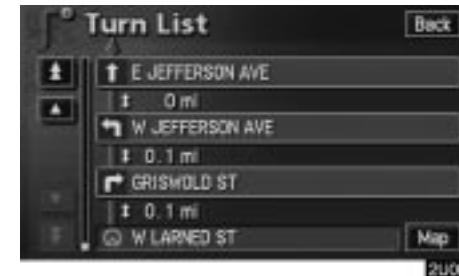 Turn List
Back
E JEFFERSON AVE
0 mi
W JEFFERSON AVE
0.1 mi
GRISWOLD ST
0.1 mi
W LARNED ST
Map
2U0